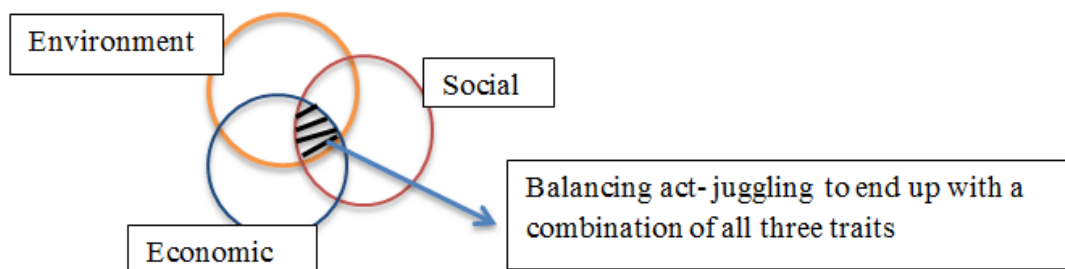 Environment
Social
Balancing act- juggling to end up with a
combination of all three traits
Economic